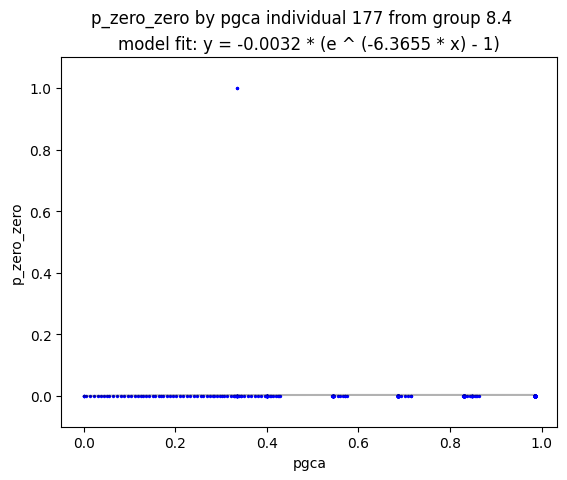 p_zero_zero by pgca individual 177 from group 8.4
model fit: y = -0.0032 * (e ^ (-6.3655 * x) - 1)
1.0
0.8
0.6
0.4
0.2
0.0
p_zero_zero
0.0 0.2 0.4 0.6 0.8 1.0
pgca